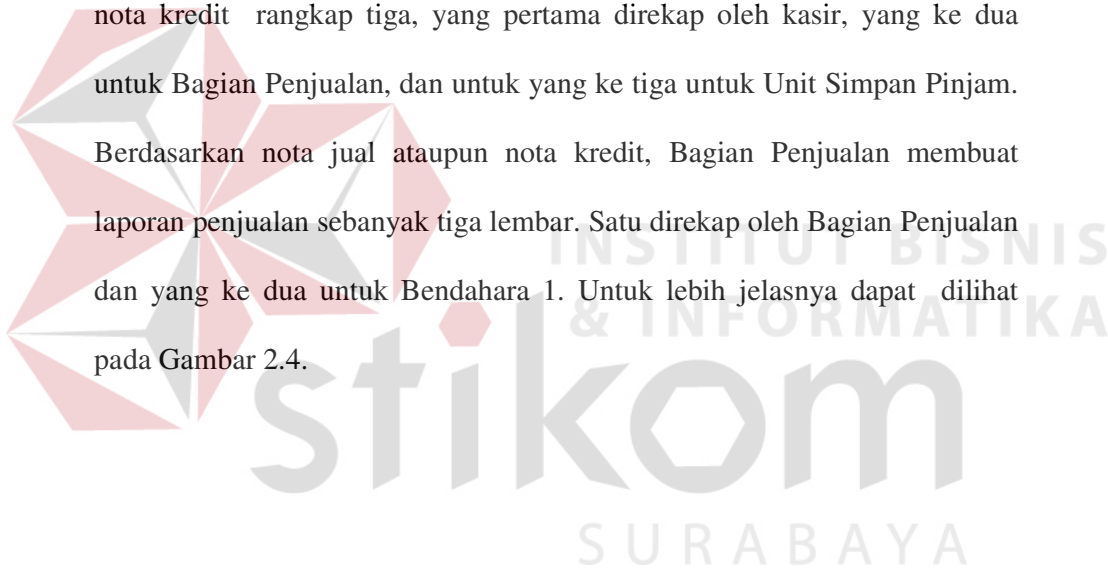 nota kredit rangkap tiga, yang pertama direkap oleh kasir, yang ke dua
untuk Bagian Penjualan, dan untuk yang ke tiga untuk Unit Simpan Pinjam.
Berdasarkan nota jual ataupun nota kredit, Bagian Penjualan membuat
laporan penjualan sebanyak tiga lembar. Satu direkap oleh Bagian Penjualan
dan yang ke dua untuk Bendahara 1. Untuk lebih jelasnya dapat dilihat
pada Gambar 2.4.
INSTITUT BISNIS
& INFORMATIKA
stikom
SURABAYA